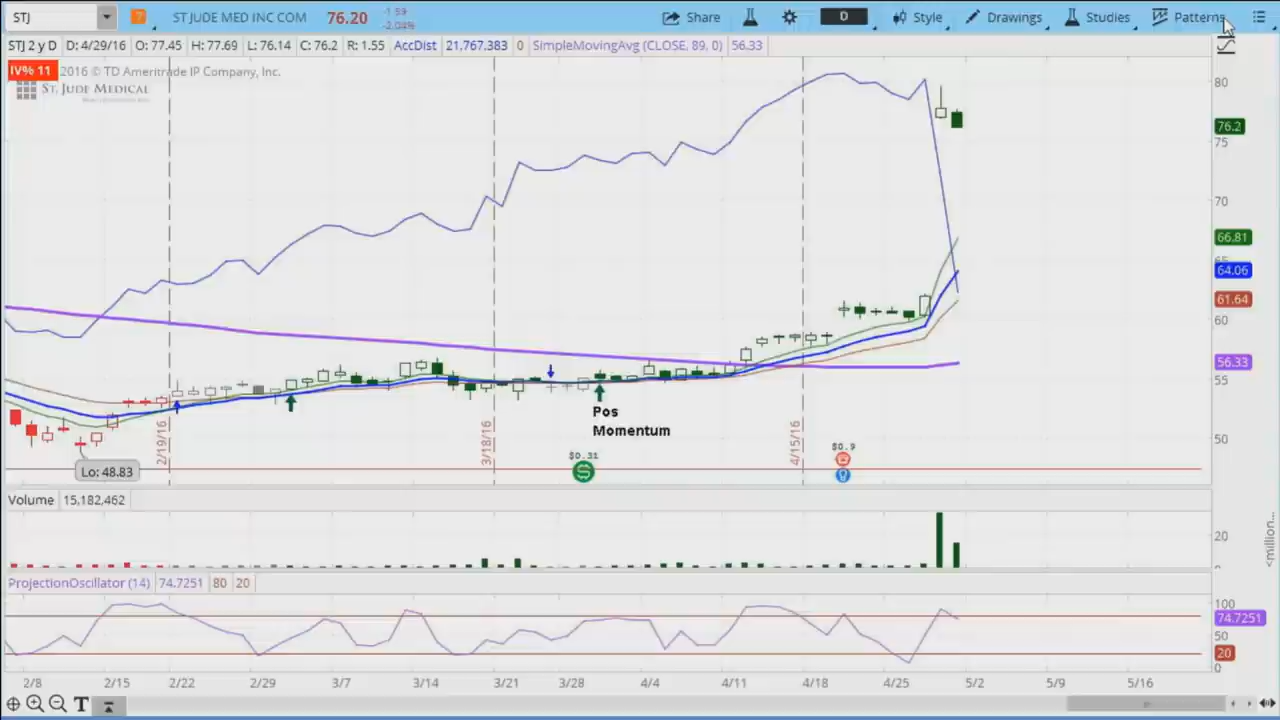 STJ ST JUDE MED INC COM 76.20 -1.59 -2.04% Share D Style Drawings Studies Patterns
STJ 2 y D D: 4/29/16 O: 77.45 H: 77.69 L: 76.14 C: 76.2 R: 1.55 AccDist 21,767,383 0 SimpleMovingAvg (CLOSE, 89, 0) 56.33
IV% 11 2016 © TD Ameritrade IP Company, Inc.
ST. JUDE MEDICAL
80
76.2
75
70
66.81
65
64.06
61.64
60
56.33
55
50
Pos
Momentum
2/19/16 3/18/16 4/15/16
$0.31 $0.9
Lo: 48.83
Volume 15,182,462
20
0
<million...
ProjectionOscillator (14) 74.7251 80 20
100
74.7251
50
20
0
2/8 2/15 2/22 2/29 3/7 3/14 3/21 3/28 4/4 4/11 4/18 4/25 5/2 5/9 5/16
T